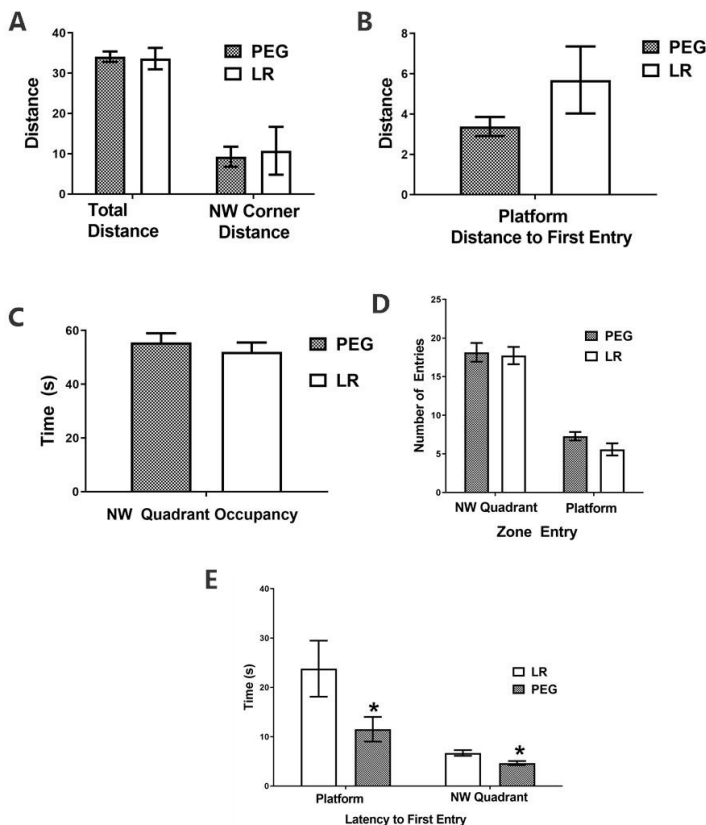 A
Distance
40
30
20
10
0
PEG
LR
Total
Distance
NW Corner
Distance
B
Distance
8
6
4
2
0
PEG
LR
Platform
Distance to First Entry
C
Time (s)
60
40
20
0
PEG
LR
NW Quadrant Occupancy
D
Number of Entries
25
20
15
10
5
0
PEG
LR
NW Quadrant
Platform
Zone Entry
E
Time (s)
40
30
20
10
0
*
*
LR
PEG
Platform
NW Quadrant
Latency to First Entry